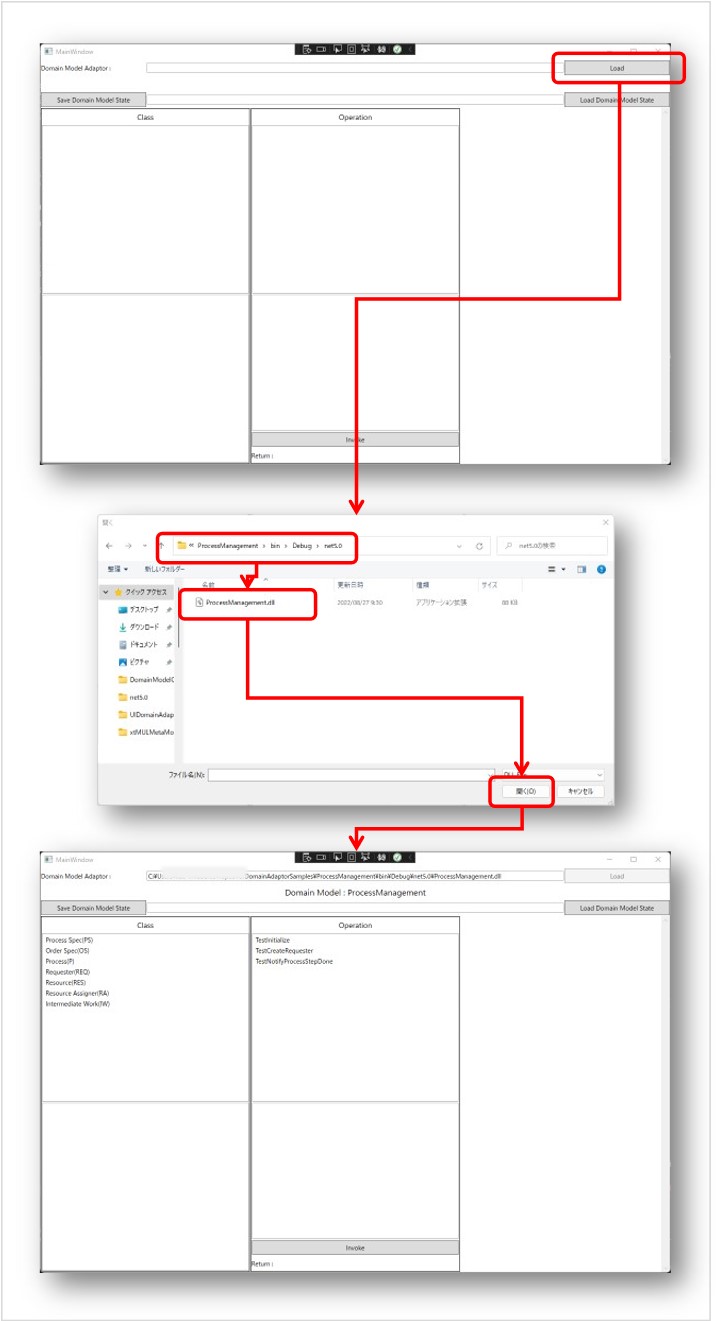 MainWindow
Domain Model Adaptor :
Load
Save Domain Model State
Load Domain Model State
Class
Operation
Invoke
Return :
開く
« ProcessManagement › bin › Debug › net5.0
net5.0の検索
整理
新しいフォルダー
名前
更新日時
種類
サイズ
クイック アクセス
デスクトップ
ダウンロード
ドキュメント
ピクチャ
DomainModelC
net5.0
UIDomainAdap
xtMULMetaMo
ProcessManagement.dll
2022/08/27 9:50
アプリケーション拡張
88 KB
ファイル名(N):
開く(O)
キャンセル
MainWindow
Domain Model Adaptor :
C:¥U
DomainAdaptorSamples¥ProcessManagement¥bin¥Debug¥net5.0¥ProcessManagement.dll
Load
Domain Model : ProcessManagement
Save Domain Model State
Load Domain Model State
Class
Operation
Process Spec(PS)
Order Spec(OS)
Process(P)
Requester(REQ)
Resource(RES)
Resource Assigner(RA)
Intermediate Work(IW)
TestInitialize
TestCreateRequester
TestNotifyProcessStepDone
Invoke
Return :